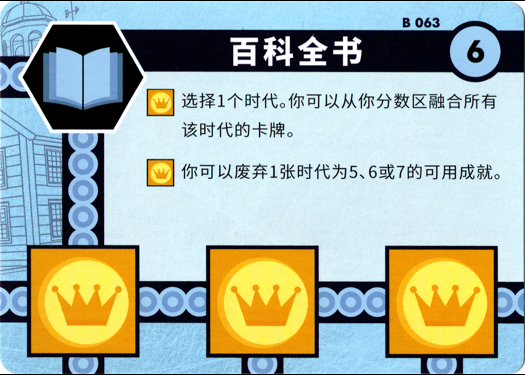 B 063
百科全书
6
选择1个时代。你可以从你分数区融合所有
该时代的卡牌。
你可以废弃1张时代为5、6或7的可用成就。